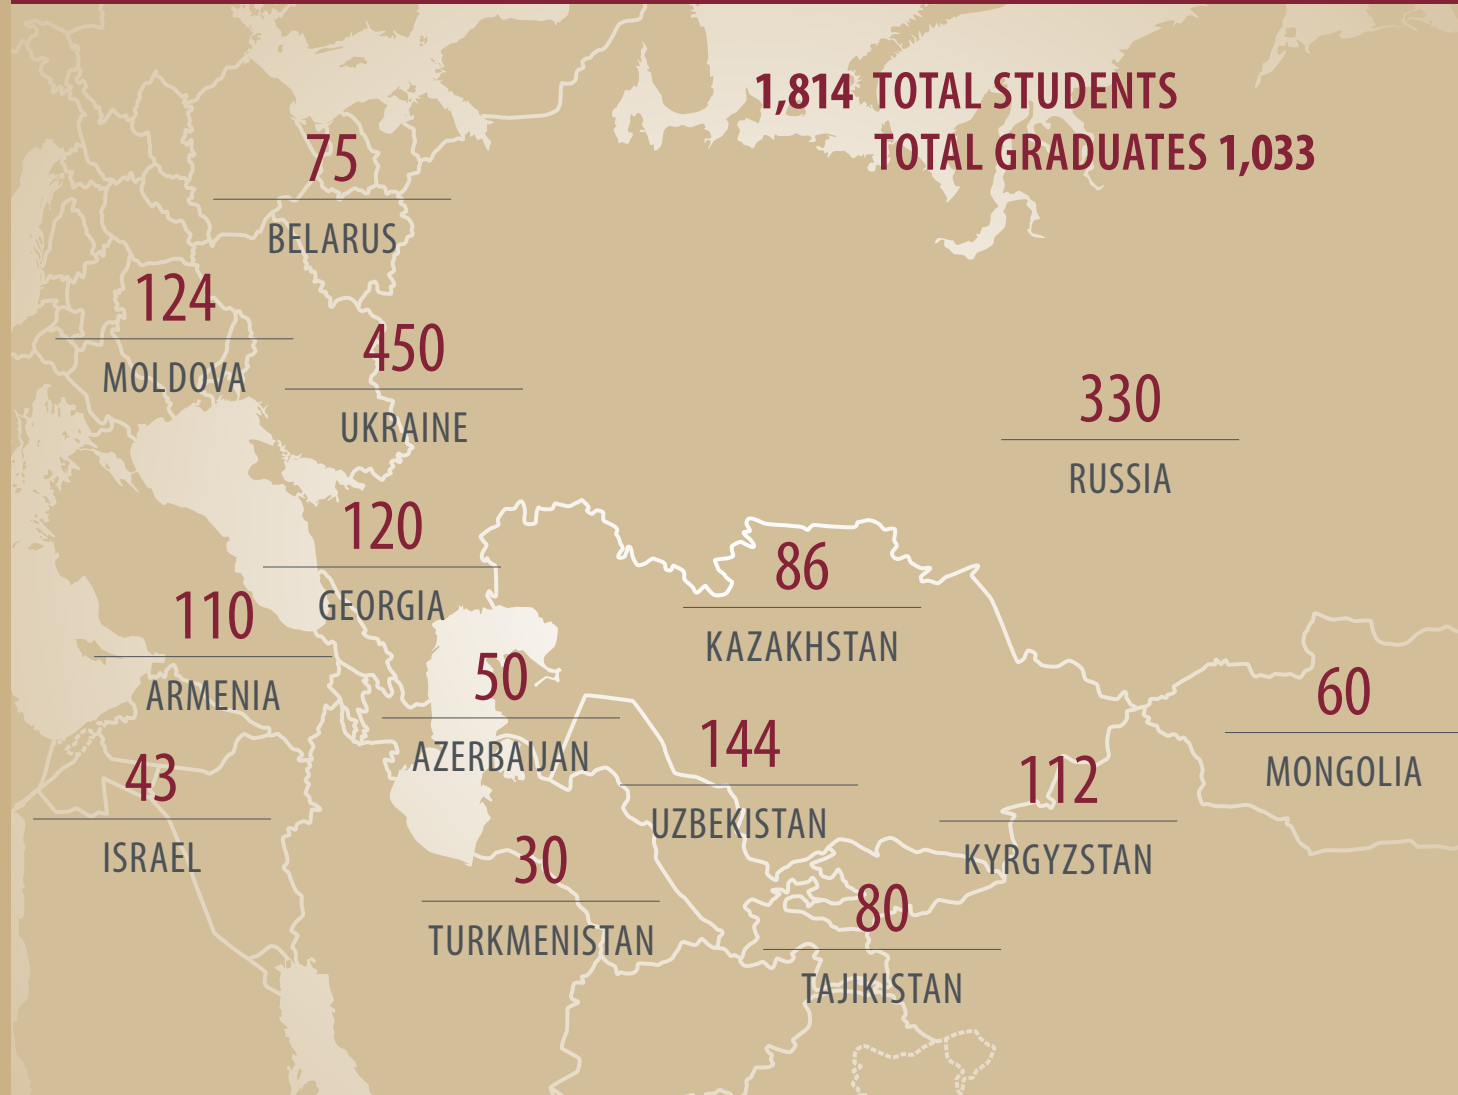 1,814 TOTAL STUDENTS
TOTAL GRADUATES 1,033
75
BELARUS
124
MOLDOVA
450
UKRAINE
330
RUSSIA
120
GEORGIA
86
KAZAKHSTAN
110
ARMENIA
50
AZERBAIJAN
60
MONGOLIA
144
UZBEKISTAN
43
ISRAEL
112
KYRGYZSTAN
30
TURKMENISTAN
80
TAJIKISTAN